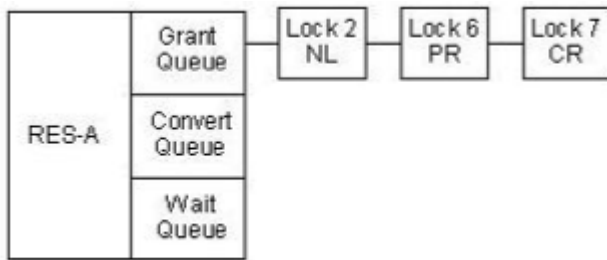 RES-A
Grant
Queue
Convert
Queue
Wait
Queue
Lock 2
NL
Lock 6
PR
Lock 7
CR